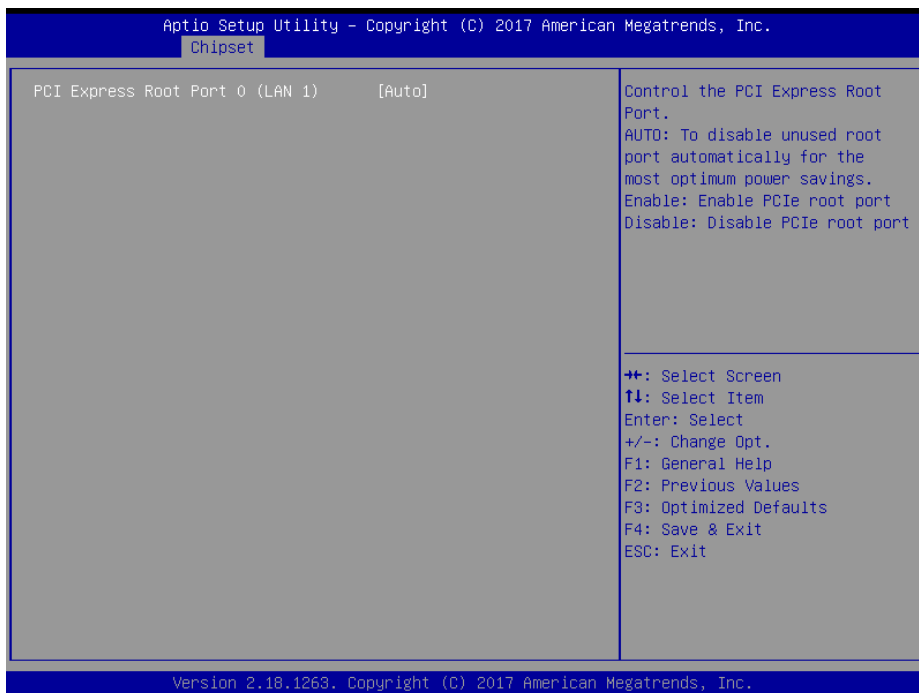 Aptio Setup Utility – Copyright (C) 2017 American Megatrends, Inc.
Chipset
PCI Express Root Port 0 (LAN 1) [Auto]
Control the PCI Express Root
Port.
AUTO: To disable unused root
port automatically for the
most optimum power savings.
Enable: Enable PCIe root port
Disable: Disable PCIe root port
→←: Select Screen
↑↓: Select Item
Enter: Select
+/-: Change Opt.
F1: General Help
F2: Previous Values
F3: Optimized Defaults
F4: Save & Exit
ESC: Exit
Version 2.18.1263. Copyright (C) 2017 American Megatrends, Inc.